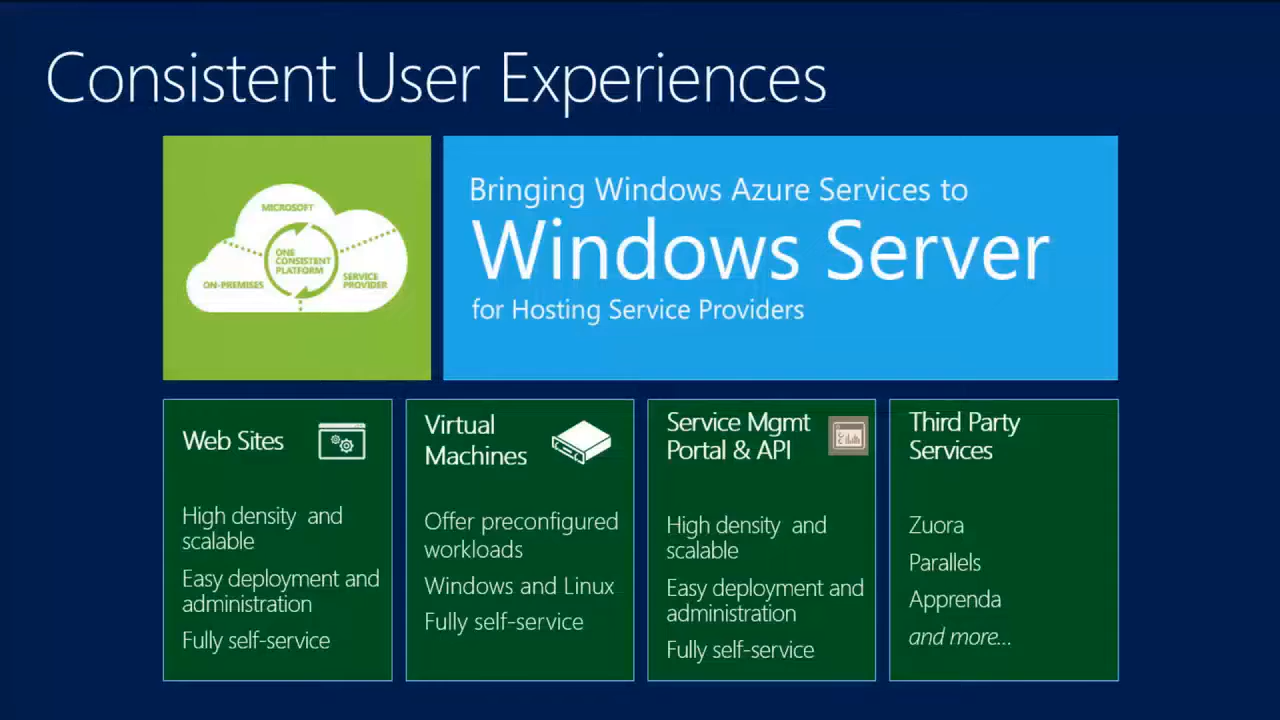 Consistent User Experiences
MICROSOFT
ONE
CONSISTENT
PLATFORM
ON-PREMISES
SERVICE
PROVIDER
Bringing Windows Azure Services to
Windows Server
for Hosting Service Providers
Web Sites
High density and
scalable
Easy deployment and
administration
Fully self-service
Virtual
Machines
Offer preconfigured
workloads
Windows and Linux
Fully self-service
Service Mgmt
Portal & API
High density and
scalable
Easy deployment and
administration
Fully self-service
Third Party
Services
Zuora
Parallels
Apprenda
and more...